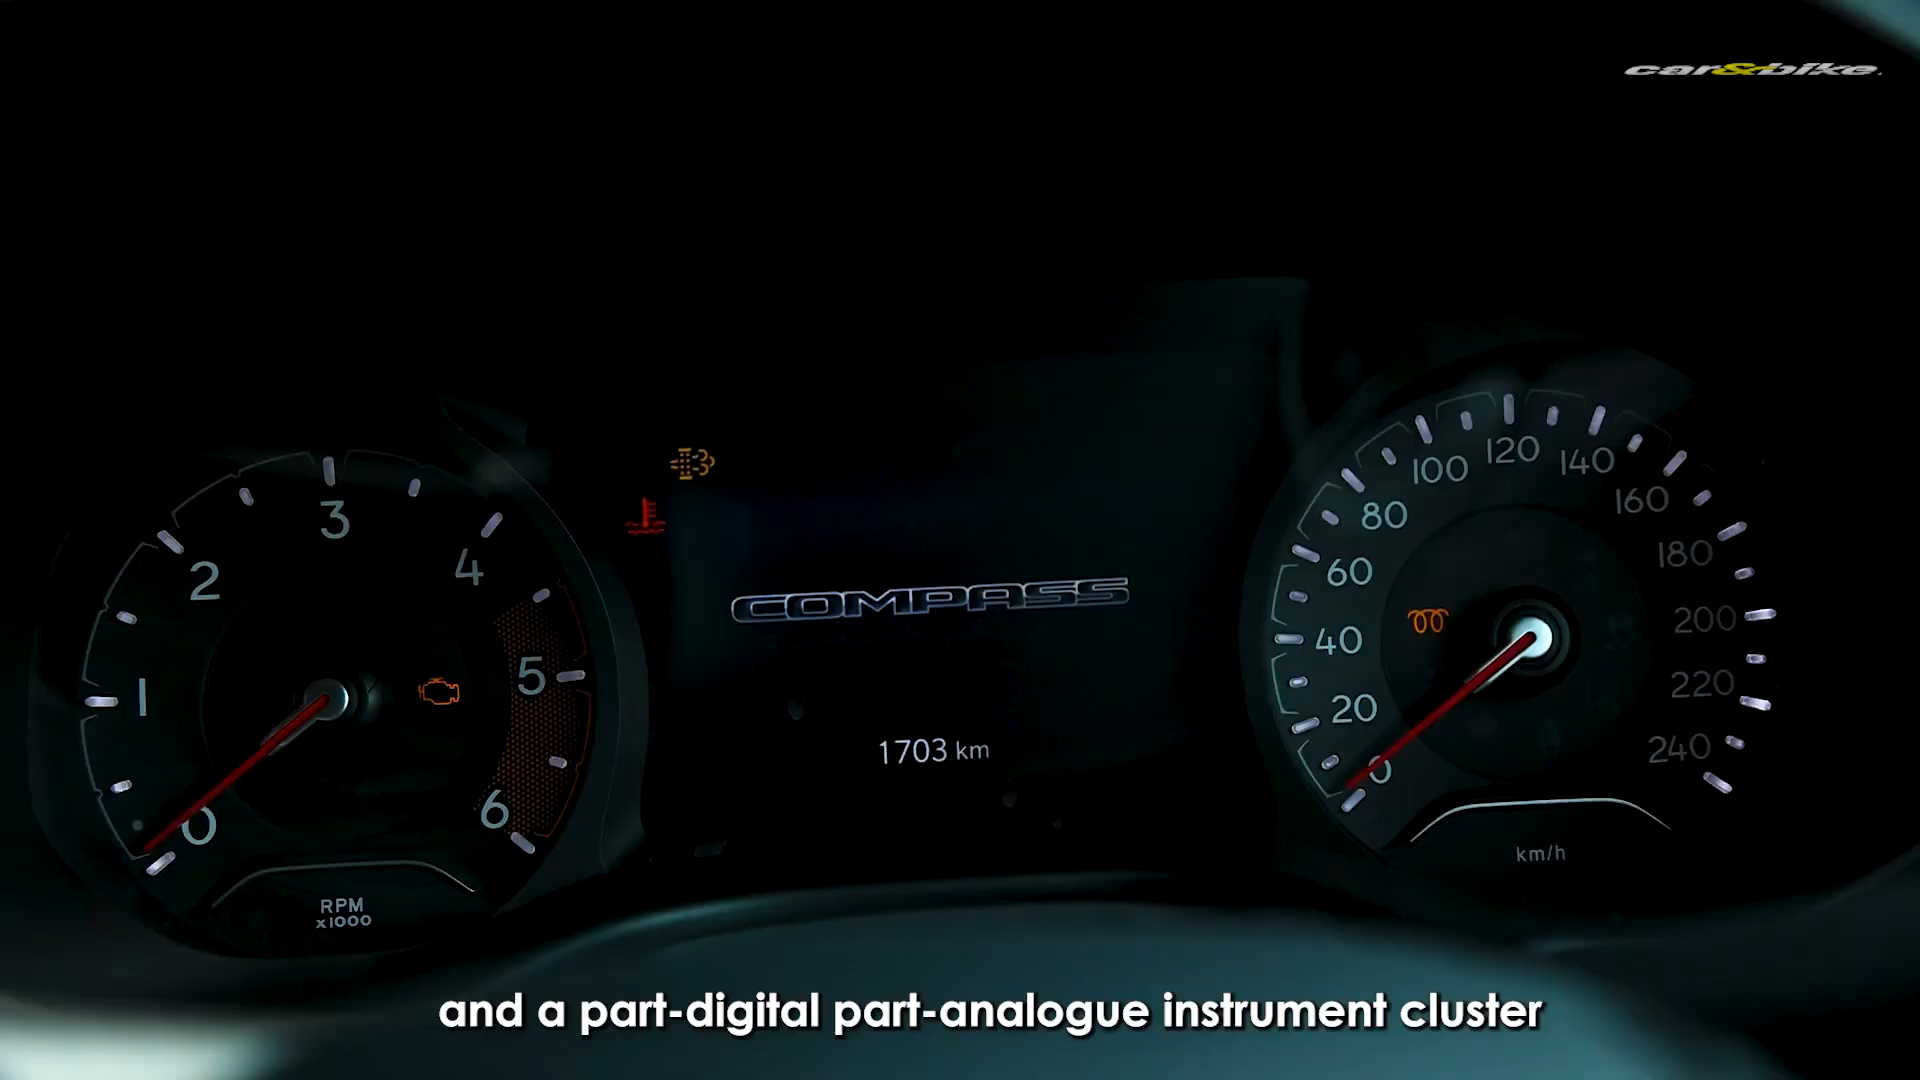 car&bike
3
2
4
1
5
0
6
RPM
x1000
COMPASS
1703 km
0
20
40
60
80
100
120
140
160
180
200
220
240
km/h
and a part-digital part-analogue instrument cluster